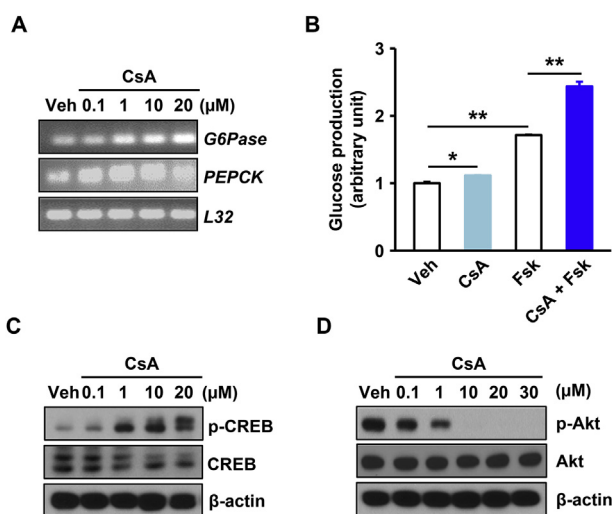 A
CsA
Veh 0.1 1 10 20 (μM)
G6Pase
PEPCK
L32
B
Glucose production
(arbitrary unit)
3
2
1
0
**
**
*
Veh
CsA
Fsk
CsA + Fsk
C
CsA
Veh 0.1 1 10 20 (μM)
p-CREB
CREB
β-actin
D
CsA
Veh 0.1 1 10 20 30 (μM)
p-Akt
Akt
β-actin